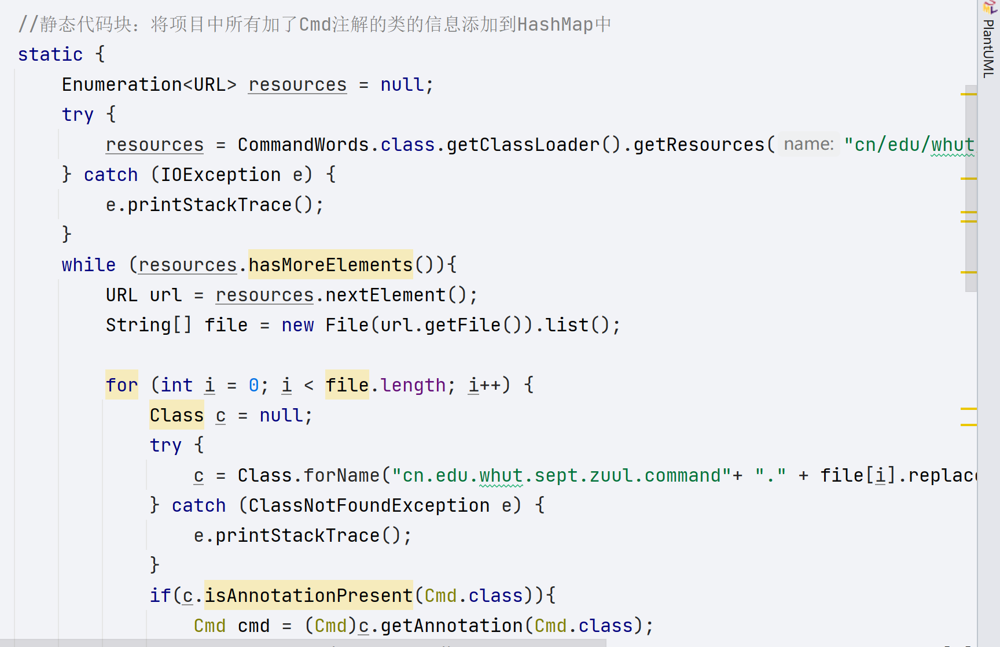 //静态代码块：将项目中所有加了Cmd注解的类的信息添加到HashMap中
static {
Enumeration<URL> resources = null;
try {
resources = CommandWords.class.getClassLoader().getResources( name: "cn/edu/whut
} catch (IOException e) {
e.printStackTrace();
}
while (resources.hasMoreElements()){
URL url = resources.nextElement();
String[] file = new File(url.getFile()).list();
for (int i = 0; i < file.length; i++) {
Class c = null;
try {
c = Class.forName("cn.edu.whut.sept.zuul.command"+ "." + file[i].replac
} catch (ClassNotFoundException e) {
e.printStackTrace();
}
if(c.isAnnotationPresent(Cmd.class)){
Cmd cmd = (Cmd)c.getAnnotation(Cmd.class);
PlantUML